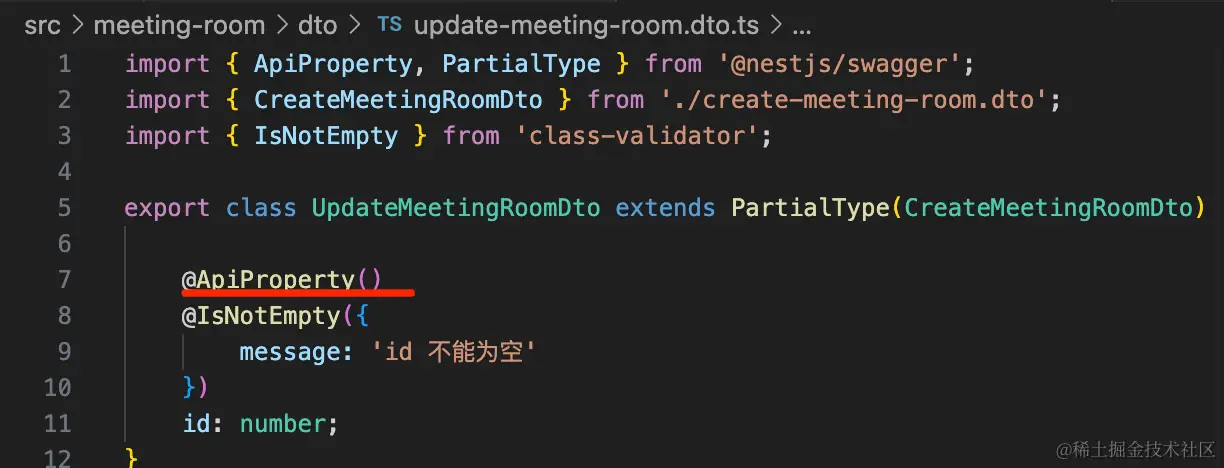 src > meeting-room > dto > TS update-meeting-room.dto.ts > ...
1 import { ApiProperty, PartialType } from '@nestjs/swagger';
2 import { CreateMeetingRoomDto } from './create-meeting-room.dto';
3 import { IsNotEmpty } from 'class-validator';
4
5 export class UpdateMeetingRoomDto extends PartialType(CreateMeetingRoomDto)
6
7 @ApiProperty()
8 @IsNotEmpty({
9 message: 'id 不能为空'
10 })
11 id: number;
12 }
@稀土掘金技术社区